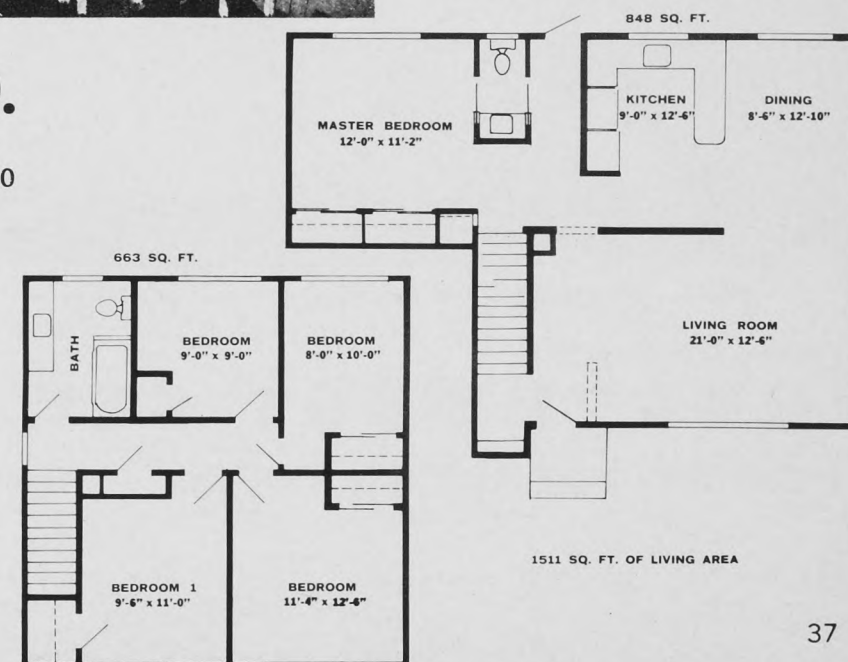 0
848 SQ. FT.
MASTER BEDROOM
12'-0" x 11'-2"
KITCHEN
9'-0" x 12'-6"
DINING
8'-6" x 12'-10"
LIVING ROOM
21'-0" x 12'-6"
663 SQ. FT.
BATH
BEDROOM
9'-0" x 9'-0"
BEDROOM
8'-0" x 10'-0"
BEDROOM 1
9'-6" x 11'-0"
BEDROOM
11'-4" x 12'-6"
1511 SQ. FT. OF LIVING AREA
37